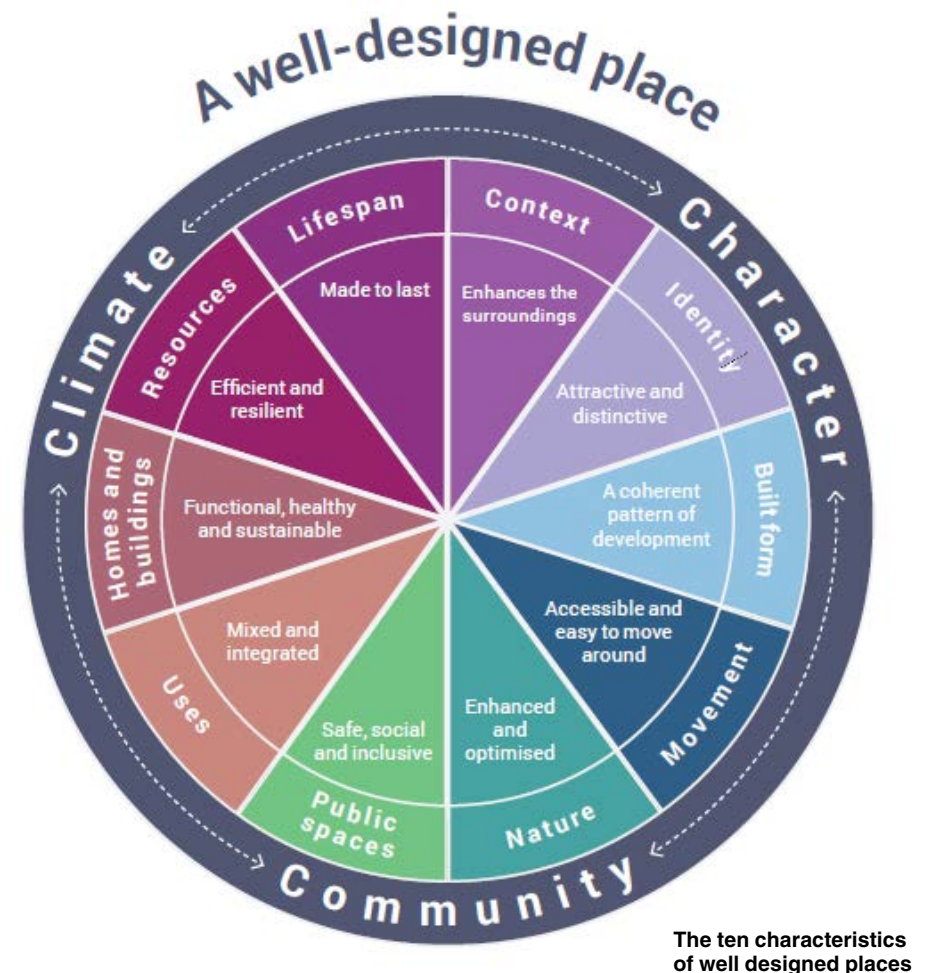 A well-designed place
Climate
Character
Community
Context
Enhances the
surroundings
Identity
Attractive and
distinctive
Built form
A coherent
pattern of
development
Movement
Accessible and
easy to move
around
Nature
Enhanced
and
optimised
Public
spaces
Safe, social
and inclusive
Uses
Mixed and
integrated
Homes and
buildings
Functional, healthy
and sustainable
Resources
Efficient and
resilient
Lifespan
Made to last
The ten characteristics
of well designed places